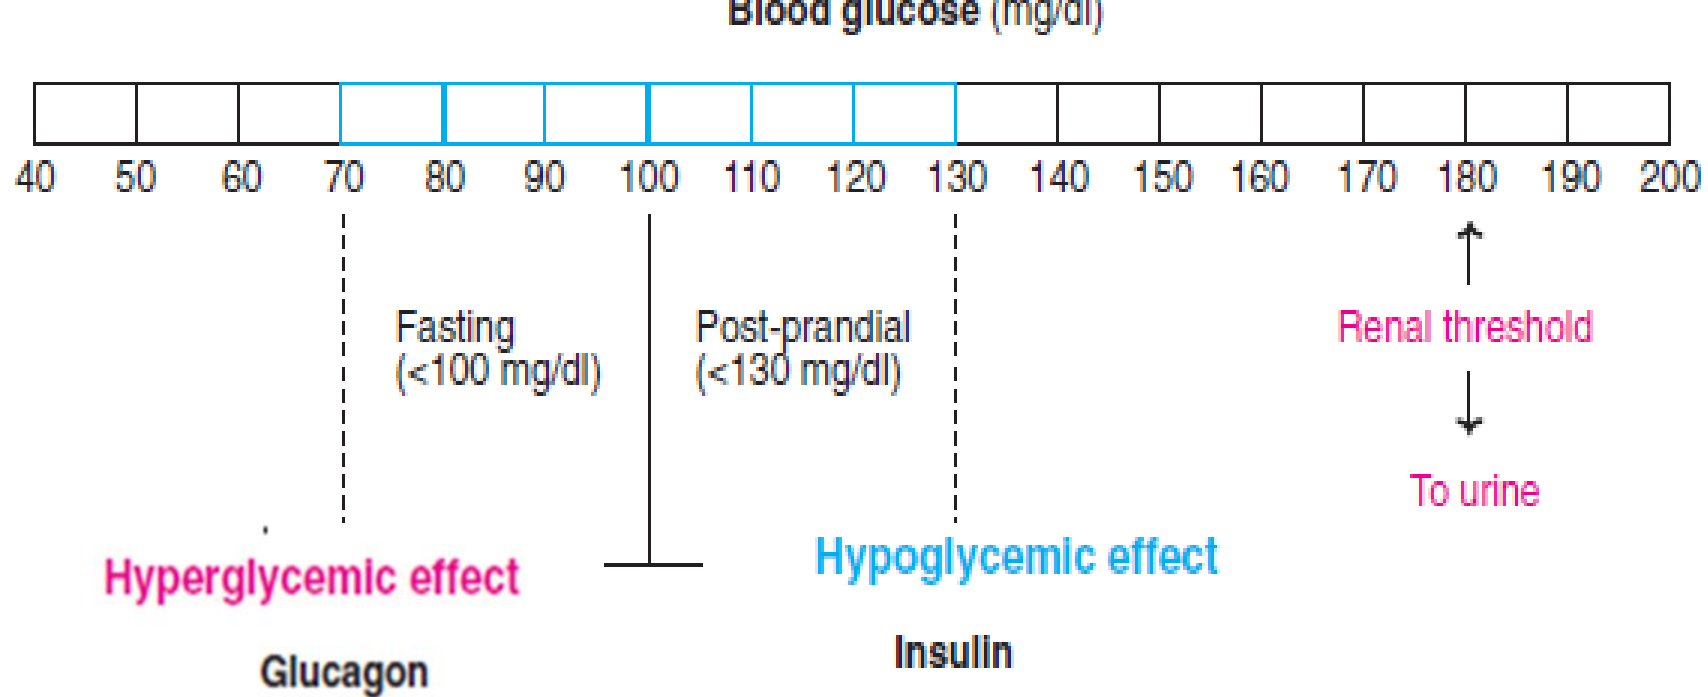 Blood glucose (mg/dl)
40 50 60 70 80 90 100 110 120 130 140 150 160 170 180 190 200
Fasting
(<100 mg/dl)
Post-prandial
(<130 mg/dl)
Renal threshold
To urine
Hyperglycemic effect
Hypoglycemic effect
Glucagon
Insulin